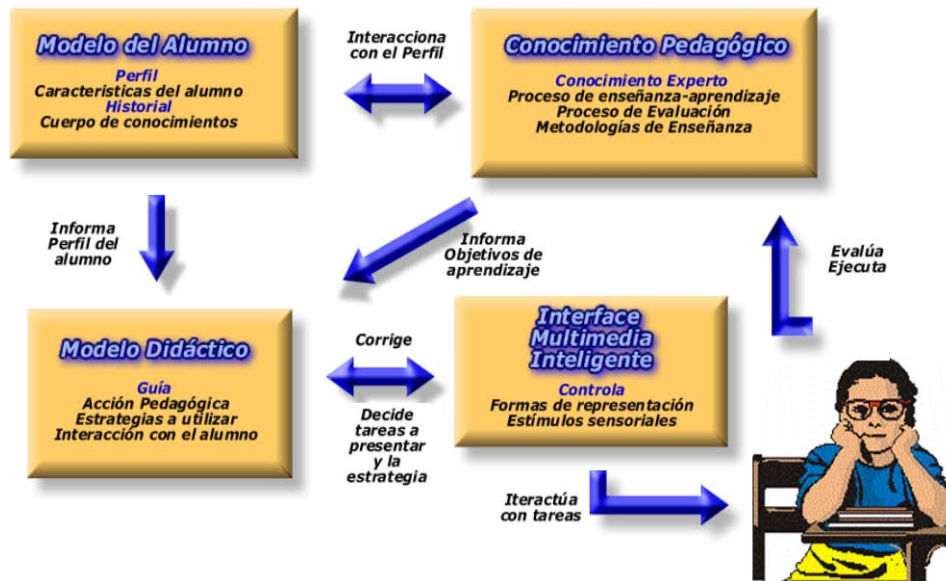 Modelo del Alumno
Perfil
Caracteristicas del alumno
Historial
Cuerpo de conocimientos
Interacciona
con el Perfil
Conocimiento Pedagógico
Conocimiento Experto
Proceso de enseñanza-aprendizaje
Proceso de Evaluación
Metodologías de Enseñanza
Informa
Perfil del
alumno
Informa
Objetivos de
aprendizaje
Evalúa
Ejecuta
Modelo Didáctico
Guía
Acción Pedagógica
Estrategias a utilizar
Interacción con el alumno
Corrige
Decide
tareas a
presentar
y la
estrategia
Interface
Multimedia
Inteligente
Controla
Formas de representación
Estímulos sensoriales
Iteractúa
con tareas